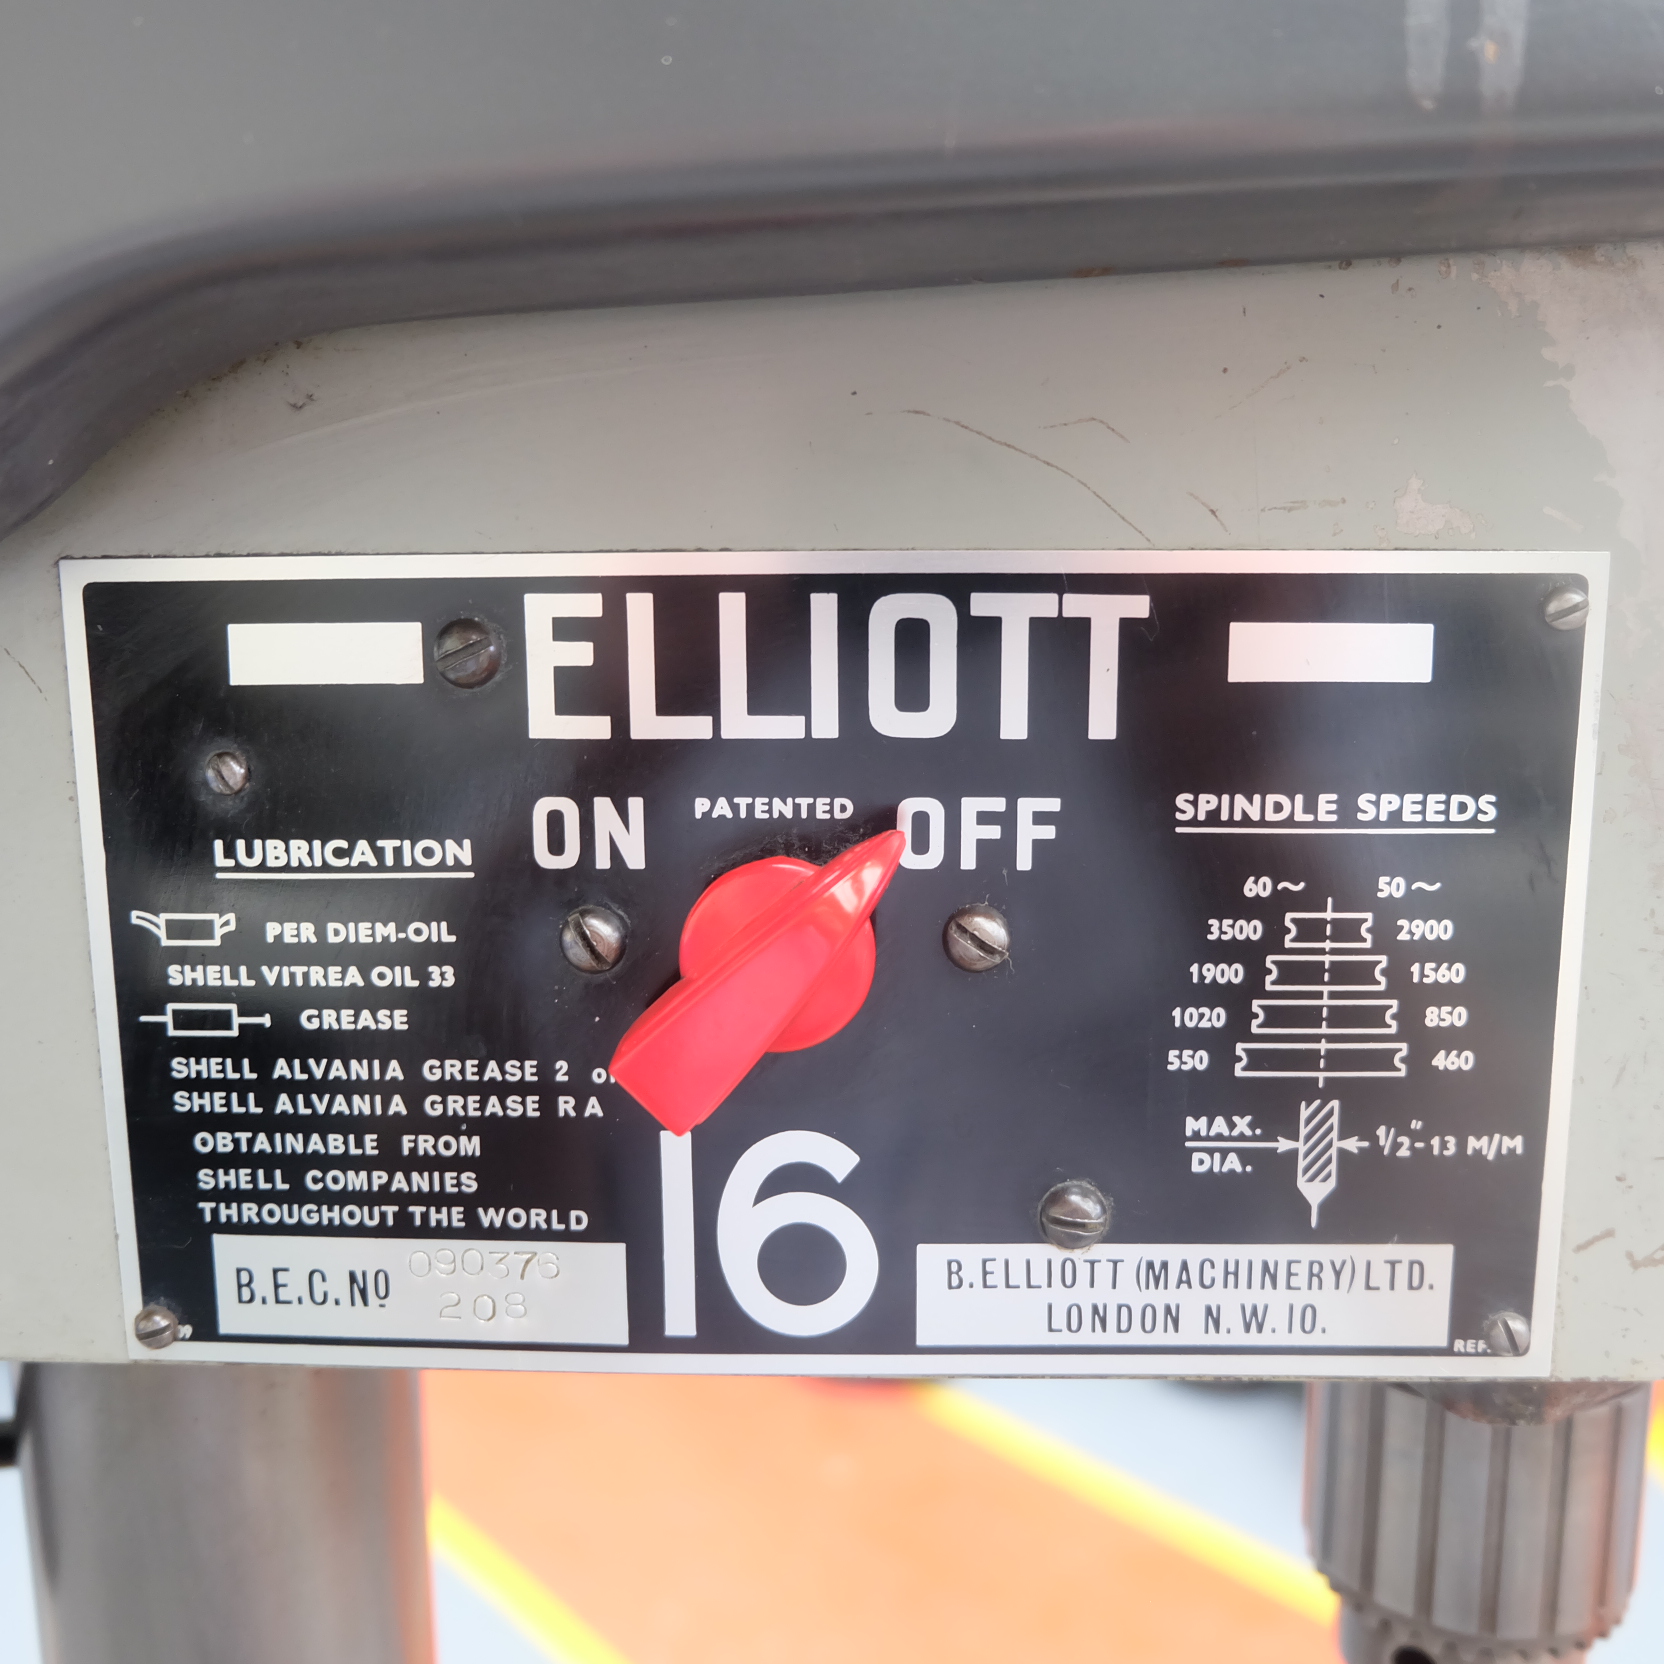 ELLIOTT
ON PATENTED OFF
LUBRICATION
PER DIEM-OIL
SHELL VITREA OIL 33
GREASE
SHELL ALVANIA GREASE 2
SHELL ALVANIA GREASE R A
OBTAINABLE FROM
SHELL COMPANIES
THROUGHOUT THE WORLD
B.E.C. Nº 090376
208
16
SPINDLE SPEEDS
60~ 50~
3500 2900
1900 1560
1020 850
550 460
MAX.
DIA.
1/2"-13 M/M
B.ELLIOTT (MACHINERY) LTD.
LONDON N.W.10.
REF.